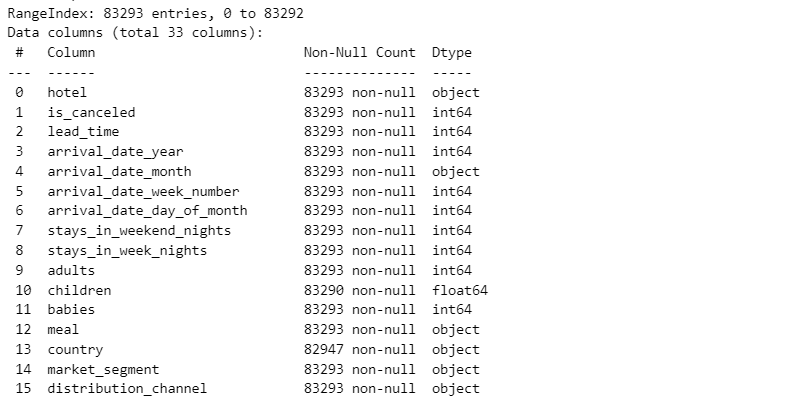 RangeIndex: 83293 entries, 0 to 83292
Data columns (total 33 columns):
 #   Column                          Non-Null Count  Dtype
---  ------                          --------------  -----
 0   hotel                           83293 non-null  object
 1   is_canceled                     83293 non-null  int64
 2   lead_time                       83293 non-null  int64
 3   arrival_date_year               83293 non-null  int64
 4   arrival_date_month              83293 non-null  object
 5   arrival_date_week_number        83293 non-null  int64
 6   arrival_date_day_of_month       83293 non-null  int64
 7   stays_in_weekend_nights         83293 non-null  int64
 8   stays_in_week_nights            83293 non-null  int64
 9   adults                          83293 non-null  int64
 10  children                        83290 non-null  float64
 11  babies                          83293 non-null  int64
 12  meal                            83293 non-null  object
 13  country                         82947 non-null  object
 14  market_segment                  83293 non-null  object
 15  distribution_channel            83293 non-null  object